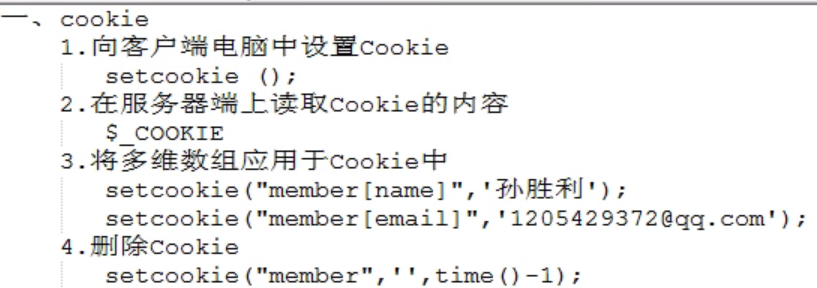 一、cookie
1.向客户端电脑中设置Cookie
setcookie ();
2.在服务器端上读取Cookie的内容
$_COOKIE
3.将多维数组应用于Cookie中
setcookie("member[name]",'孙胜利');
setcookie("member[email]",'1205429372@qq.com');
4.删除Cookie
setcookie("member",'',time()-1);